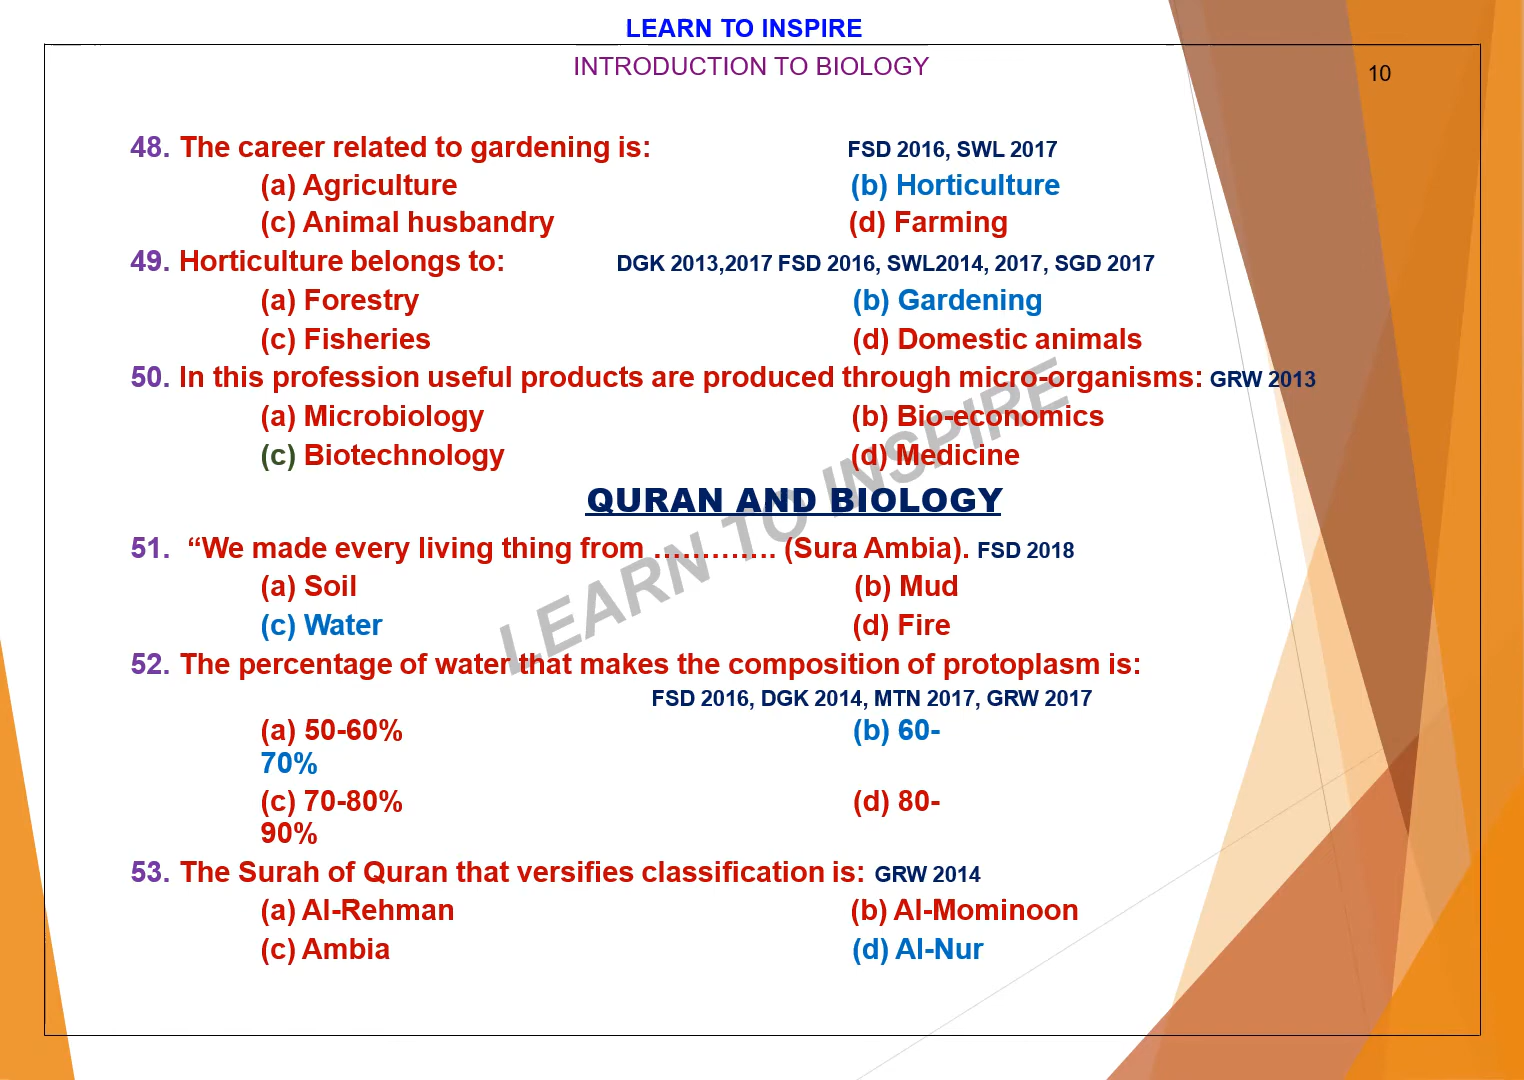 LEARN TO INSPIRE
INTRODUCTION TO BIOLOGY
10
48. The career related to gardening is: FSD 2016, SWL 2017
(a) Agriculture (b) Horticulture
(c) Animal husbandry (d) Farming
49. Horticulture belongs to: DGK 2013,2017 FSD 2016, SWL2014, 2017, SGD 2017
(a) Forestry (b) Gardening
(c) Fisheries (d) Domestic animals
50. In this profession useful products are produced through micro-organisms: GRW 2013
(a) Microbiology (b) Bio-economics
(c) Biotechnology (d) Medicine
QURAN AND BIOLOGY
51. “We made every living thing from …………. (Sura Ambia). FSD 2018
(a) Soil (b) Mud
(c) Water (d) Fire
52. The percentage of water that makes the composition of protoplasm is:
FSD 2016, DGK 2014, MTN 2017, GRW 2017
(a) 50-60% (b) 60-
70%
(c) 70-80% (d) 80-
90%
53. The Surah of Quran that versifies classification is: GRW 2014
(a) Al-Rehman (b) Al-Mominoon
(c) Ambia (d) Al-Nur
LEARN TO INSPIRE